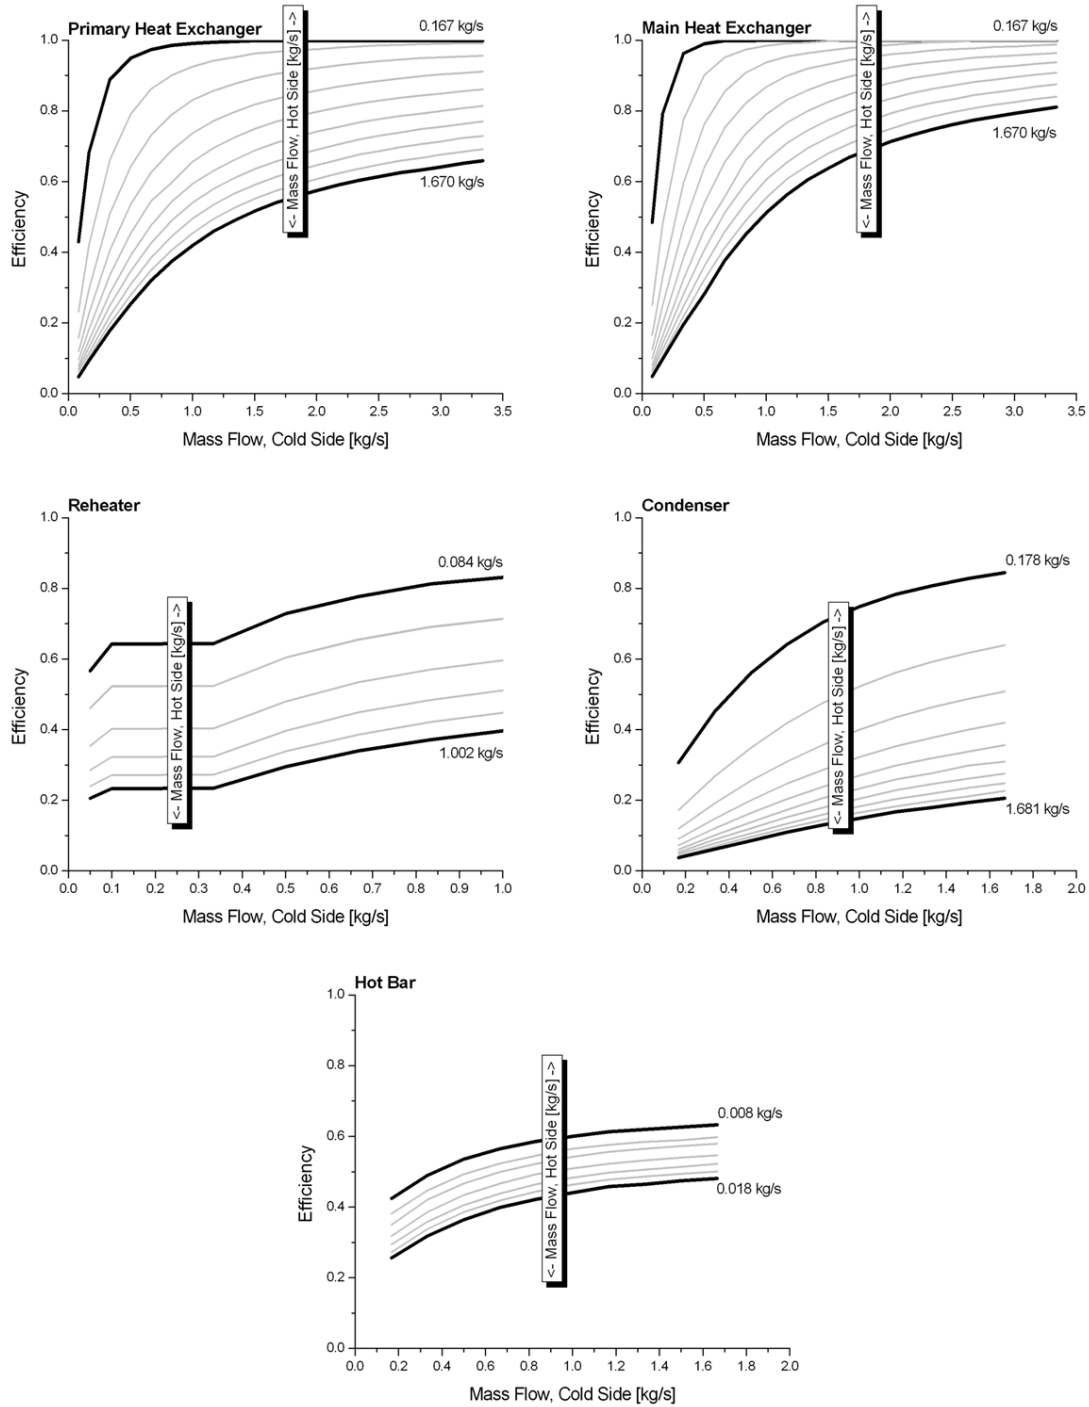 Primary Heat Exchanger
0.167 kg/s
1.0
0.8
0.6
0.4
0.2
0.0
Efficiency
<- Mass Flow, Hot Side [kg/s] ->
1.670 kg/s
0.0 0.5 1.0 1.5 2.0 2.5 3.0 3.5
Mass Flow, Cold Side [kg/s]
Main Heat Exchanger
0.167 kg/s
1.0
0.8
0.6
0.4
0.2
0.0
Efficiency
<- Mass Flow, Hot Side [kg/s] ->
1.670 kg/s
0.0 0.5 1.0 1.5 2.0 2.5 3.0 3.5
Mass Flow, Cold Side [kg/s]
Reheater
1.0
0.8
0.6
0.4
0.2
0.0
Efficiency
0.084 kg/s
<- Mass Flow, Hot Side [kg/s] ->
1.002 kg/s
0.0 0.1 0.2 0.3 0.4 0.5 0.6 0.7 0.8 0.9 1.0
Mass Flow, Cold Side [kg/s]
Condenser
1.0
0.8
0.6
0.4
0.2
0.0
Efficiency
0.178 kg/s
<- Mass Flow, Hot Side [kg/s] ->
1.681 kg/s
0.0 0.2 0.4 0.6 0.8 1.0 1.2 1.4 1.6 1.8 2.0
Mass Flow, Cold Side [kg/s]
Hot Bar
1.0
0.8
0.6
0.4
0.2
0.0
Efficiency
0.008 kg/s
<- Mass Flow, Hot Side [kg/s] ->
0.018 kg/s
0.0 0.2 0.4 0.6 0.8 1.0 1.2 1.4 1.6 1.8 2.0
Mass Flow, Cold Side [kg/s]